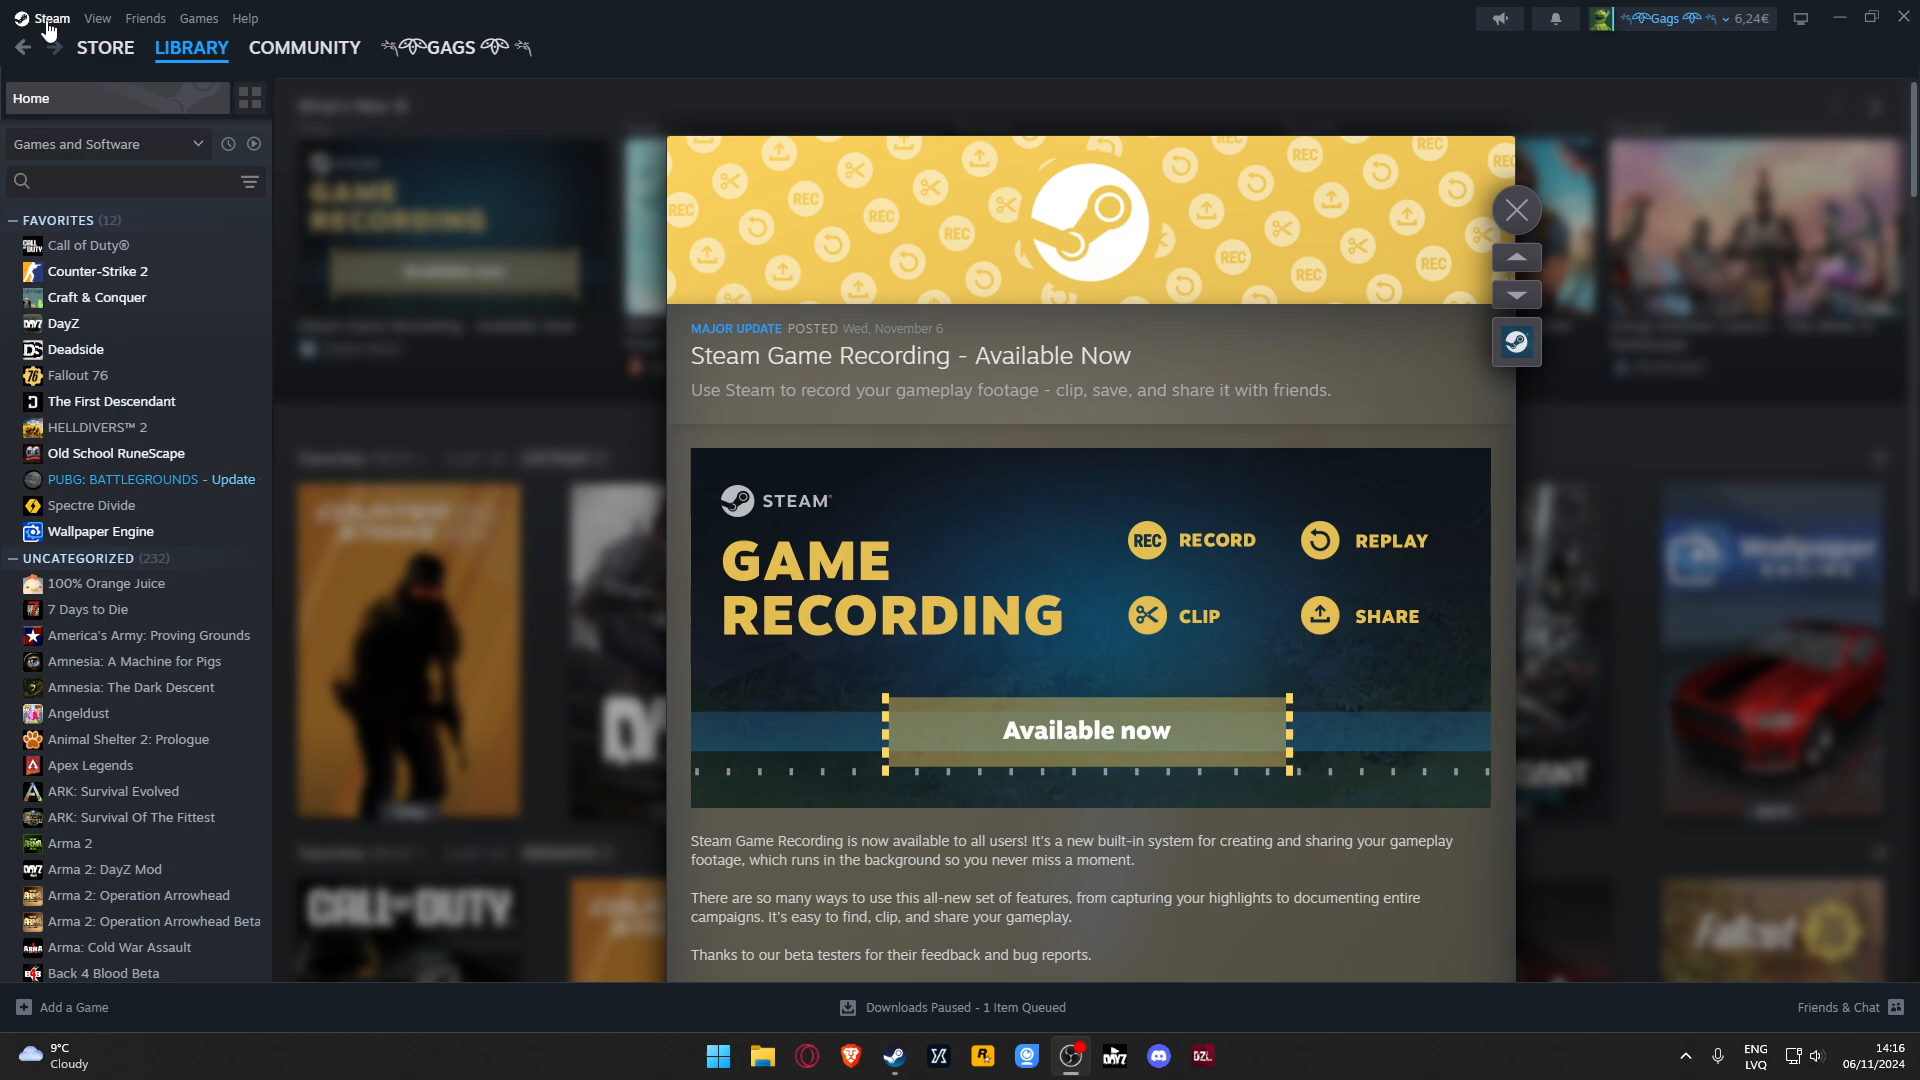 Steam View Friends Games Help
Gags 6,24€
STORE LIBRARY COMMUNITY GAGS
Home
Games and Software
FAVORITES (12)
Call of Duty®
Counter-Strike 2
Craft & Conquer
DayZ
Deadside
Fallout 76
The First Descendant
HELLDIVERS™ 2
Old School RuneScape
PUBG: BATTLEGROUNDS - Update
Spectre Divide
Wallpaper Engine
UNCATEGORIZED (232)
100% Orange Juice
7 Days to Die
America's Army: Proving Grounds
Amnesia: A Machine for Pigs
Amnesia: The Dark Descent
Angeldust
Animal Shelter 2: Prologue
Apex Legends
ARK: Survival Evolved
ARK: Survival Of The Fittest
Arma 2
Arma 2: DayZ Mod
Arma 2: Operation Arrowhead
Arma 2: Operation Arrowhead Beta
Arma: Cold War Assault
Back 4 Blood Beta
MAJOR UPDATE POSTED Wed, November 6
Steam Game Recording - Available Now
Use Steam to record your gameplay footage - clip, save, and share it with friends.
STEAM
GAME
RECORDING
REC RECORD
REPLAY
CLIP
SHARE
Available now
Steam Game Recording is now available to all users! It's a new built-in system for creating and sharing your gameplay
footage, which runs in the background so you never miss a moment.
There are so many ways to use this all-new set of features, from capturing your highlights to documenting entire
campaigns. It's easy to find, clip, and share your gameplay.
Thanks to our beta testers for their feedback and bug reports.
Add a Game
Downloads Paused - 1 Item Queued
Friends & Chat
9°C
Cloudy
ENG
LVQ
14:16
06/11/2024